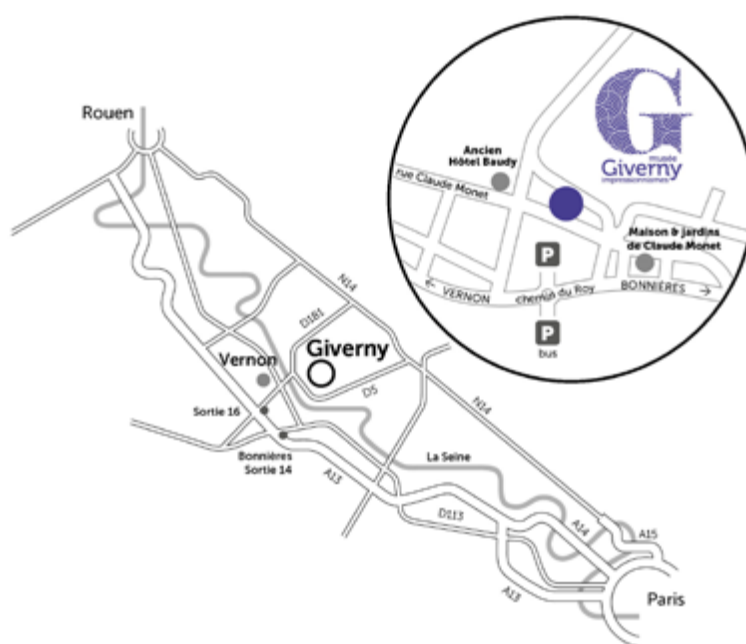 Rouen
G
musée
Giverny
impressionnismes
Ancien
Hôtel Baudy
rue Claude Monet
P
Maison & jardins
de Claude Monet
← VERNON
chemin du Roy
BONNIÈRES →
P
bus
N14
D181
Giverny
Vernon
D5
Sortie 16
N14
Bonnières
Sortie 14
La Seine
A13
D113
A14
A15
A13
Paris